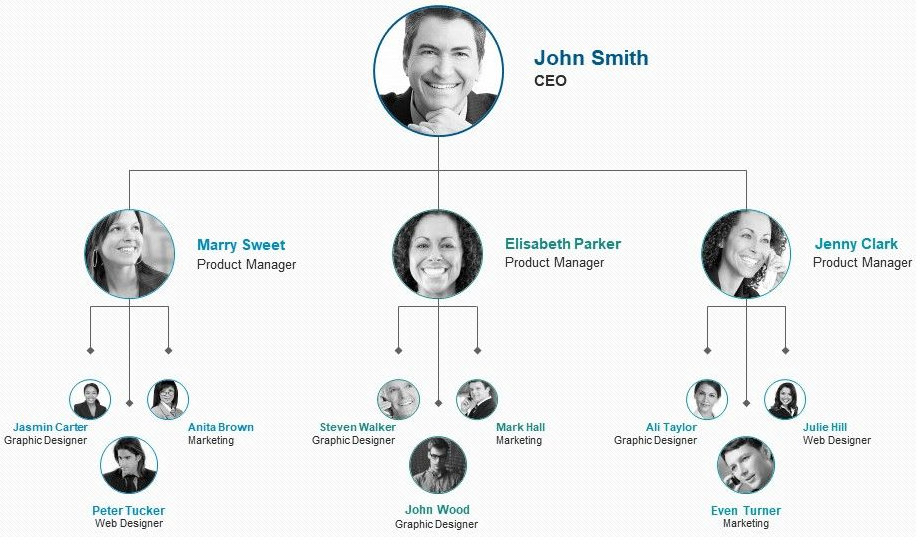 John Smith
CEO
Marry Sweet
Product Manager
Elisabeth Parker
Product Manager
Jenny Clark
Product Manager
Jasmin Carter
Graphic Designer
Anita Brown
Marketing
Peter Tucker
Web Designer
Steven Walker
Graphic Designer
Mark Hall
Marketing
John Wood
Graphic Designer
Ali Taylor
Graphic Designer
Julie Hill
Web Designer
Even Turner
Marketing